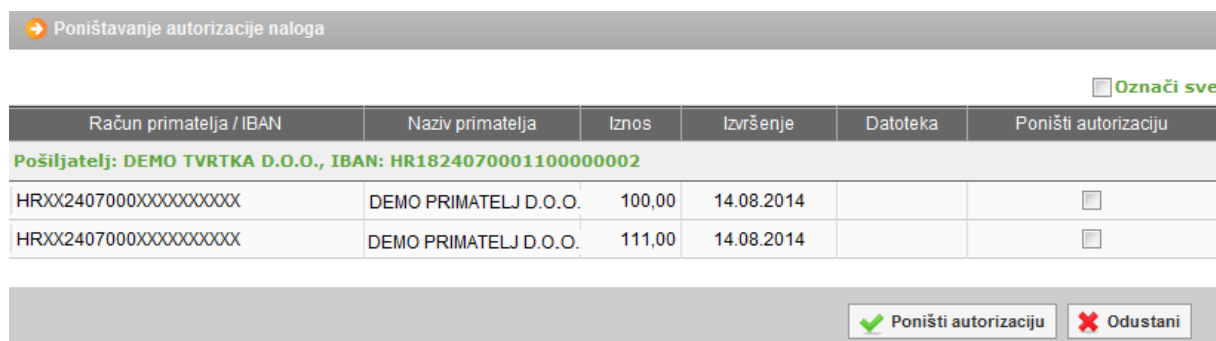 Poništavanje autorizacije naloga
Označi sve
Račun primatelja / IBAN Naziv primatelja Iznos Izvršenje Datoteka Poništi autorizaciju
Pošiljatelj: DEMO TVRTKA D.O.O., IBAN: HR1824070001100000002
HRXX2407000XXXXXXXXXX DEMO PRIMATELJ D.O.O. 100,00 14.08.2014
HRXX2407000XXXXXXXXXX DEMO PRIMATELJ D.O.O. 111,00 14.08.2014
Poništi autorizaciju Odustani